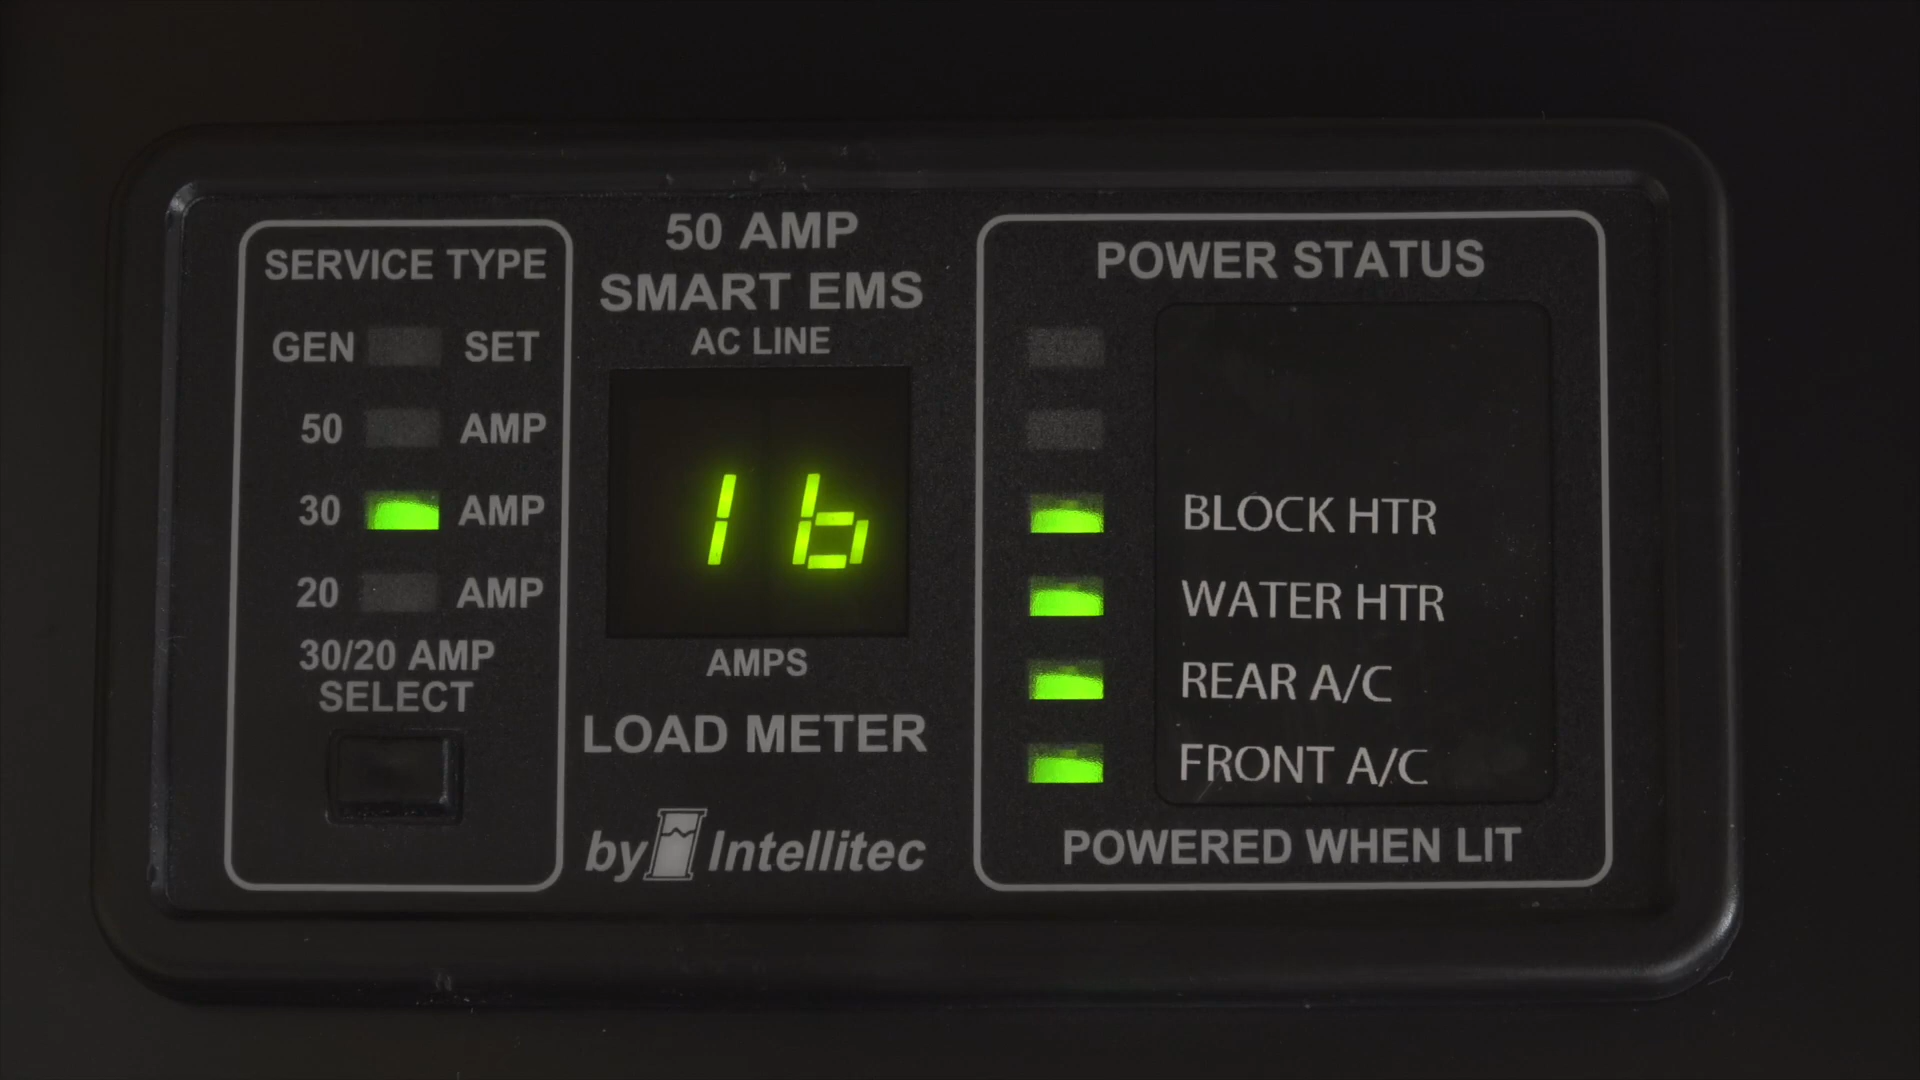 SERVICE TYPE
GEN SET
50 AMP
30 AMP
20 AMP
30/20 AMP
SELECT
50 AMP
SMART EMS
AC LINE
16
AMPS
LOAD METER
by Intellitec
POWER STATUS
BLOCK HTR
WATER HTR
REAR A/C
FRONT A/C
POWERED WHEN LIT